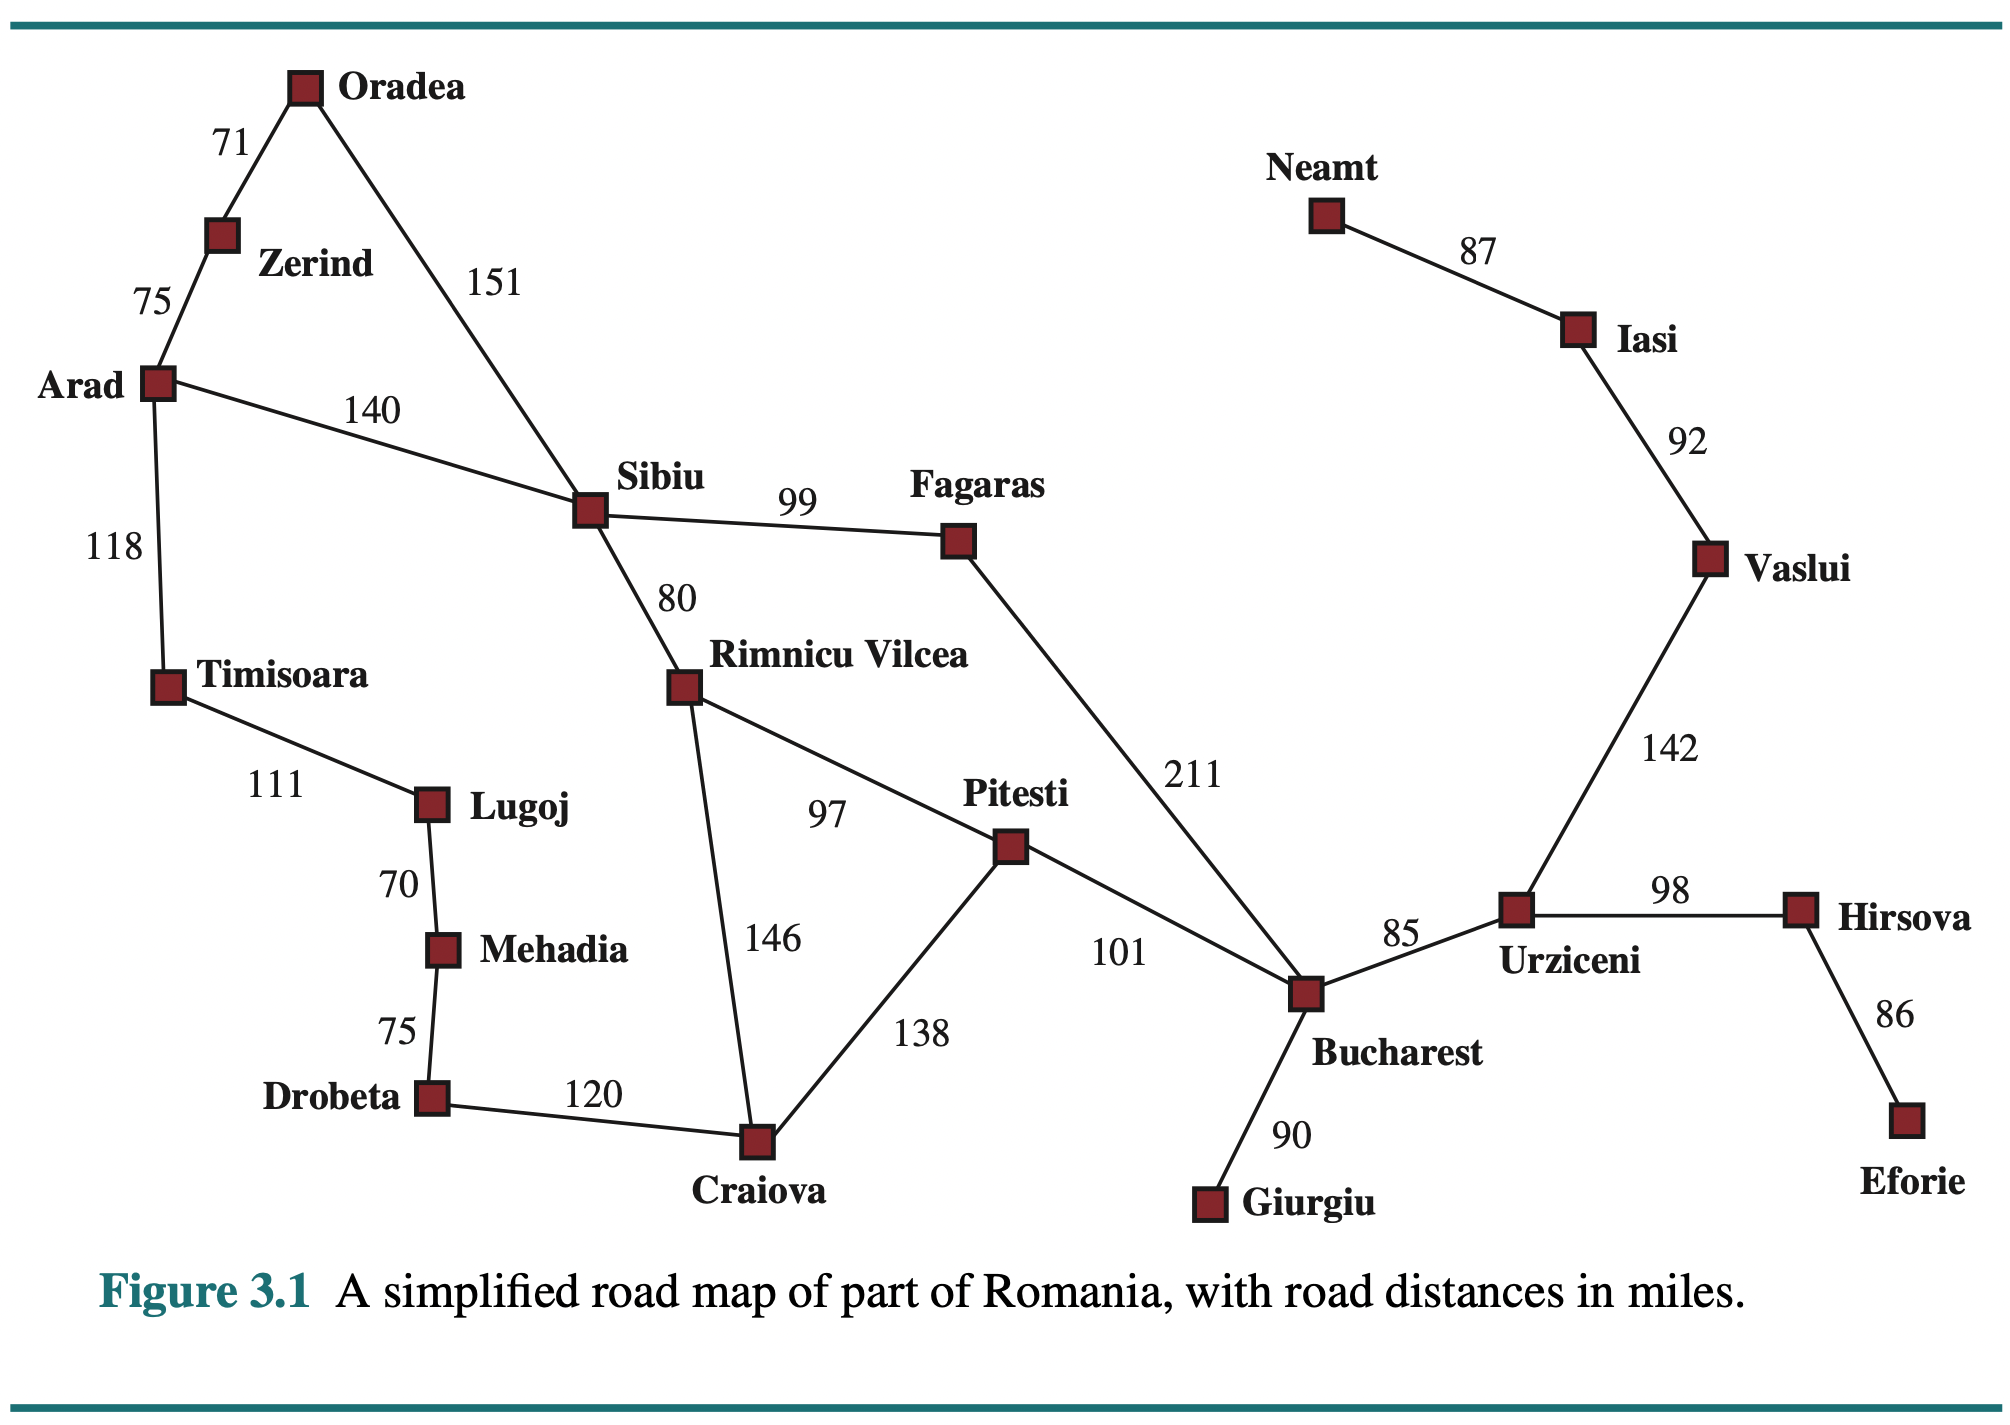 Oradea
71
Neamt
87
Zerind
151
75
Iasi
Arad
140
92
Sibiu
99
Fagaras
118
Vaslui
80
Rimnicu Vilcea
Timisoara
142
211
111
Lugoj
97
Pitesti
70
98
Hirsova
146
85
Mehadia
101
Urziceni
86
75
138
Bucharest
Drobeta
120
90
Craiova
Giurgiu
Eforie
Figure 3.1 A simplified road map of part of Romania, with road distances in miles.